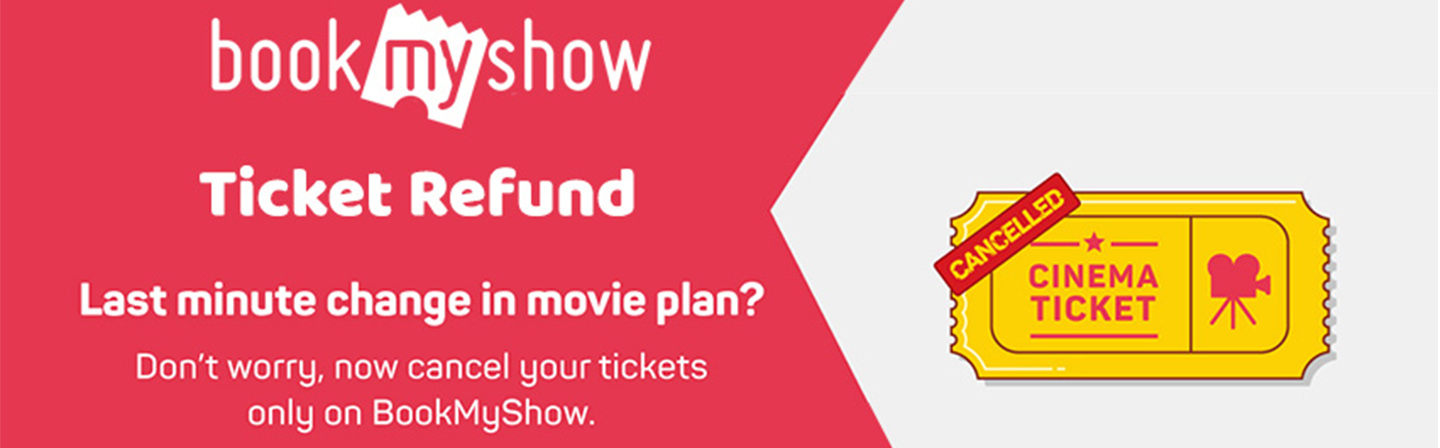 bookmyshow
Ticket Refund
Last minute change in movie plan?
Don't worry, now cancel your tickets
only on BookMyShow.
CANCELLED
CINEMA
TICKET